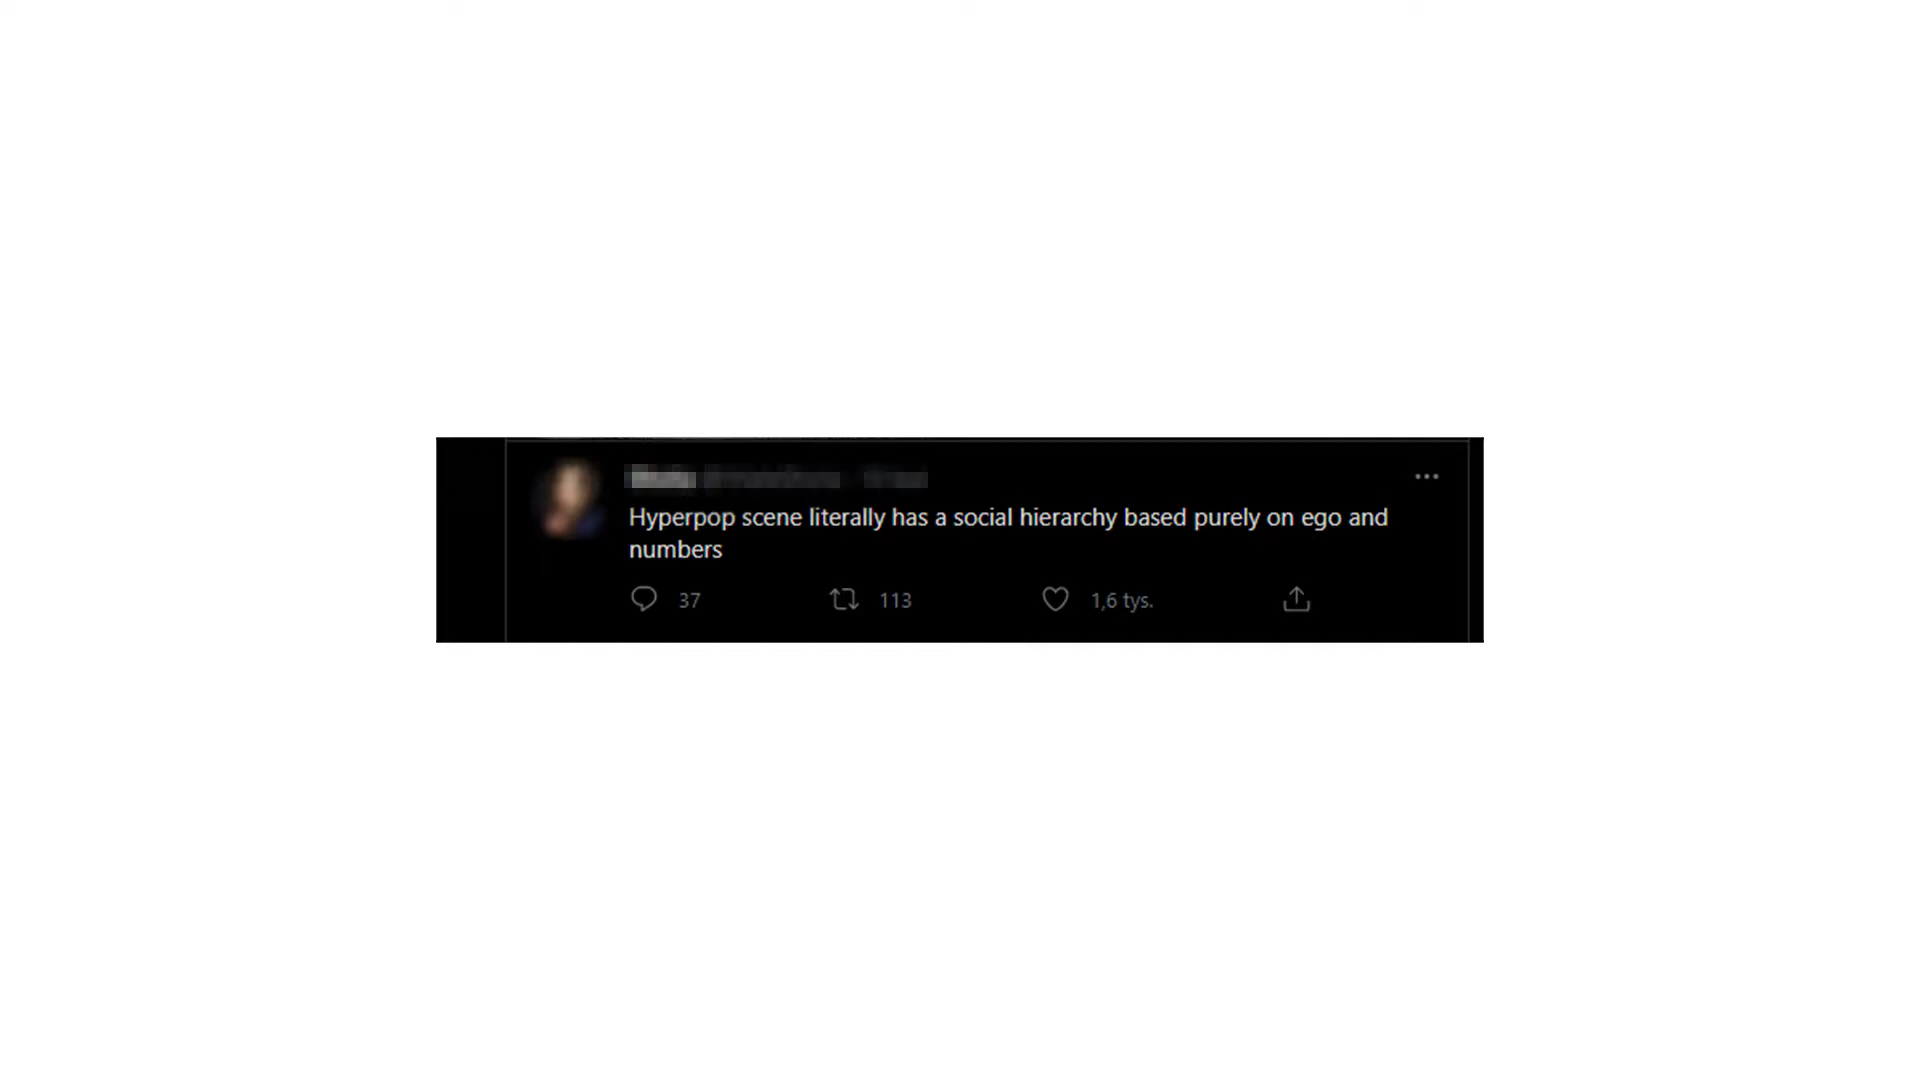 Hyperpop scene literally has a social hierarchy based purely on ego and
numbers
37 113 1,6 tys.